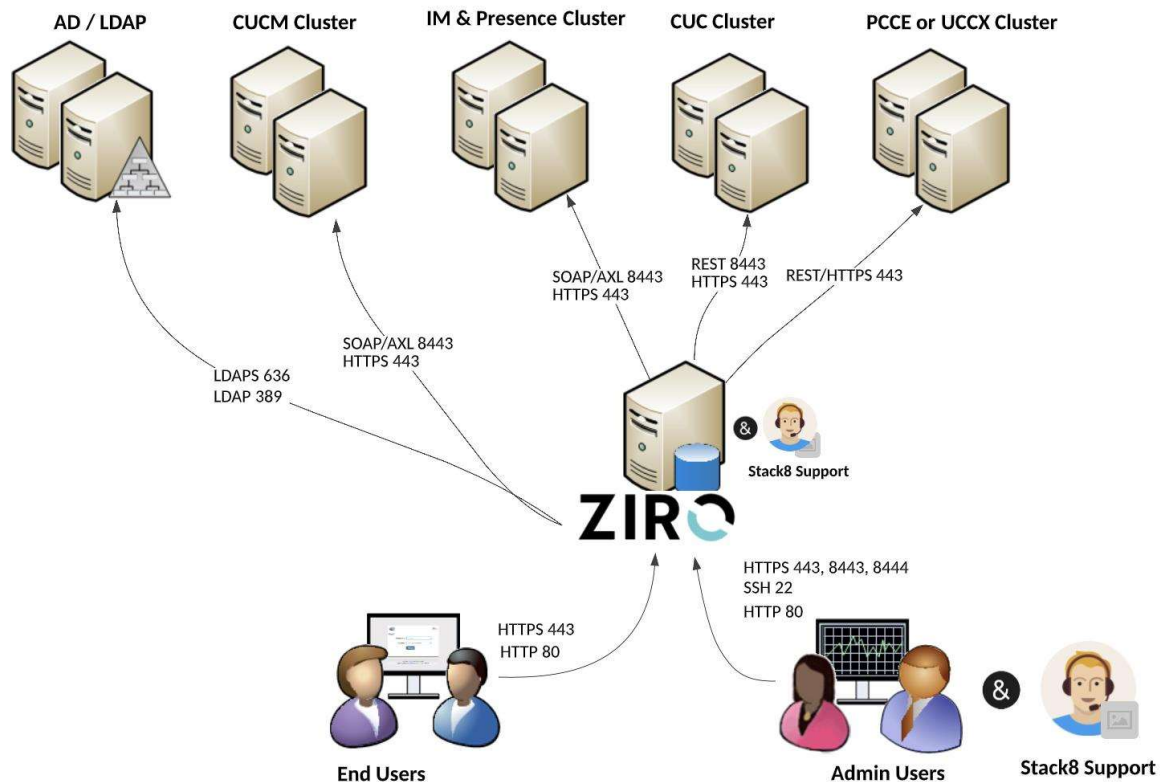 AD / LDAP
CUCM Cluster
IM & Presence Cluster
CUC Cluster
PCCE or UCCX Cluster
SOAP/AXL 8443
HTTPS 443
REST 8443
HTTPS 443
REST/HTTPS 443
SOAP/AXL 8443
HTTPS 443
LDAPS 636
LDAP 389
&
Stack8 Support
ZIRO
HTTPS 443, 8443, 8444
SSH 22
HTTP 80
HTTPS 443
HTTP 80
&
End Users
Admin Users
Stack8 Support